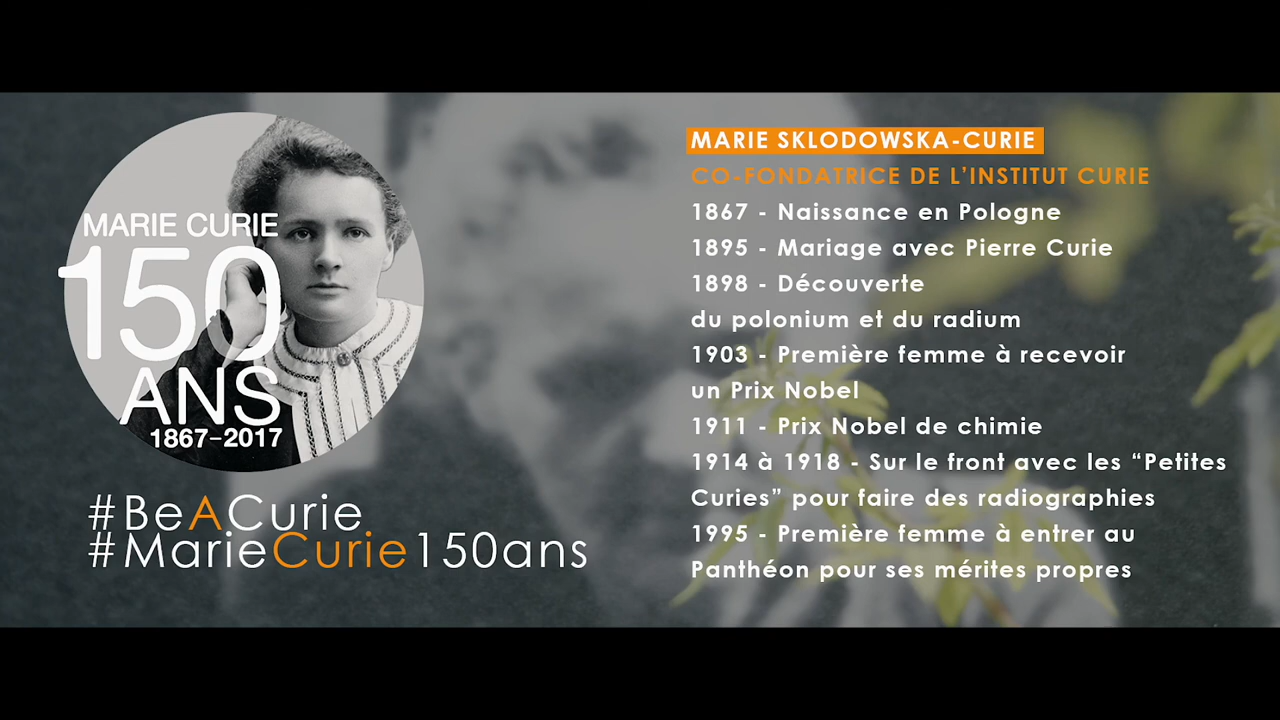 MARIE CURIE
150
ANS
1867-2017
#BeACurie
#MarieCurie150ans
MARIE SKLODOWSKA-CURIE
CO-FONDATRICE DE L’INSTITUT CURIE
1867 - Naissance en Pologne
1895 - Mariage avec Pierre Curie
1898 - Découverte
du polonium et du radium
1903 - Première femme à recevoir
un Prix Nobel
1911 - Prix Nobel de chimie
1914 à 1918 - Sur le front avec les “Petites
Curies” pour faire des radiographies
1995 - Première femme à entrer au
Panthéon pour ses mérites propres